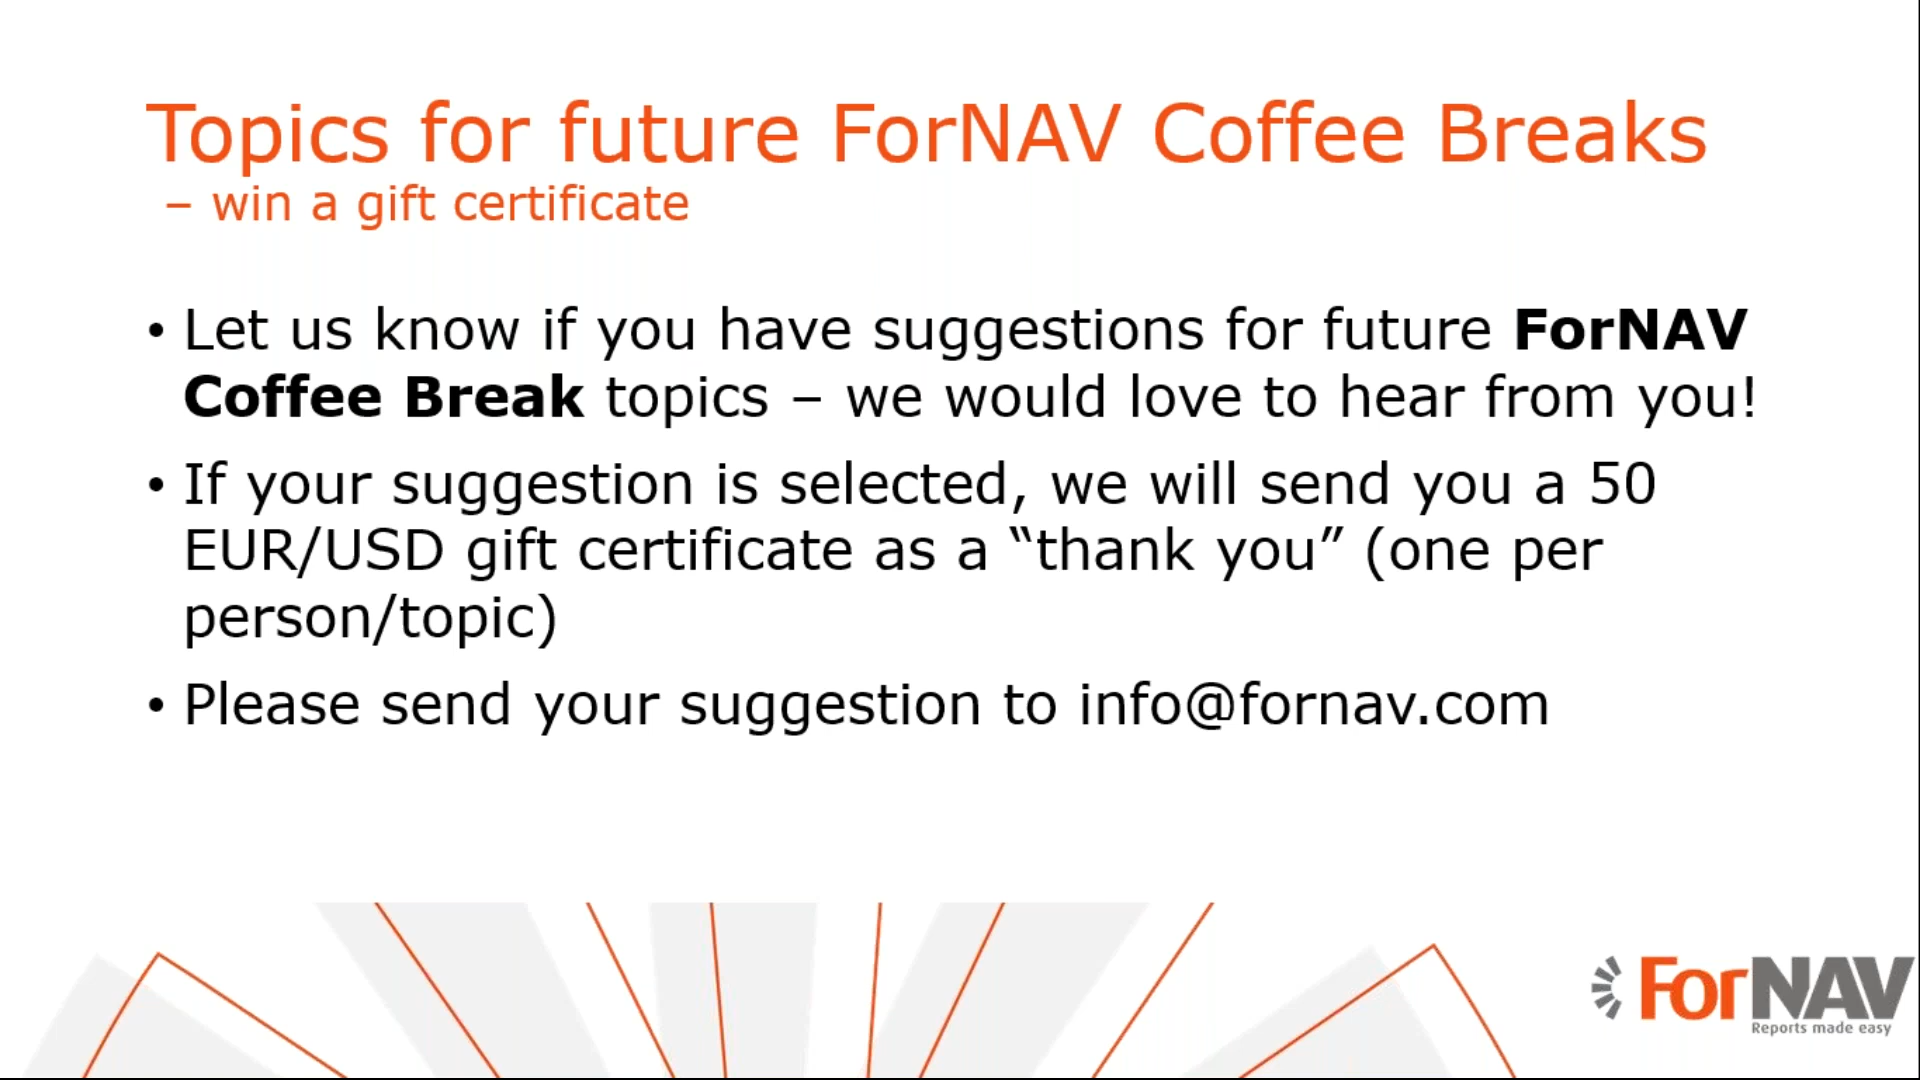 Topics for future ForNAV Coffee Breaks
– win a gift certificate
• Let us know if you have suggestions for future ForNAV
Coffee Break topics – we would love to hear from you!
• If your suggestion is selected, we will send you a 50
EUR/USD gift certificate as a “thank you” (one per
person/topic)
• Please send your suggestion to info@fornav.com
ForNAV
Reports made easy